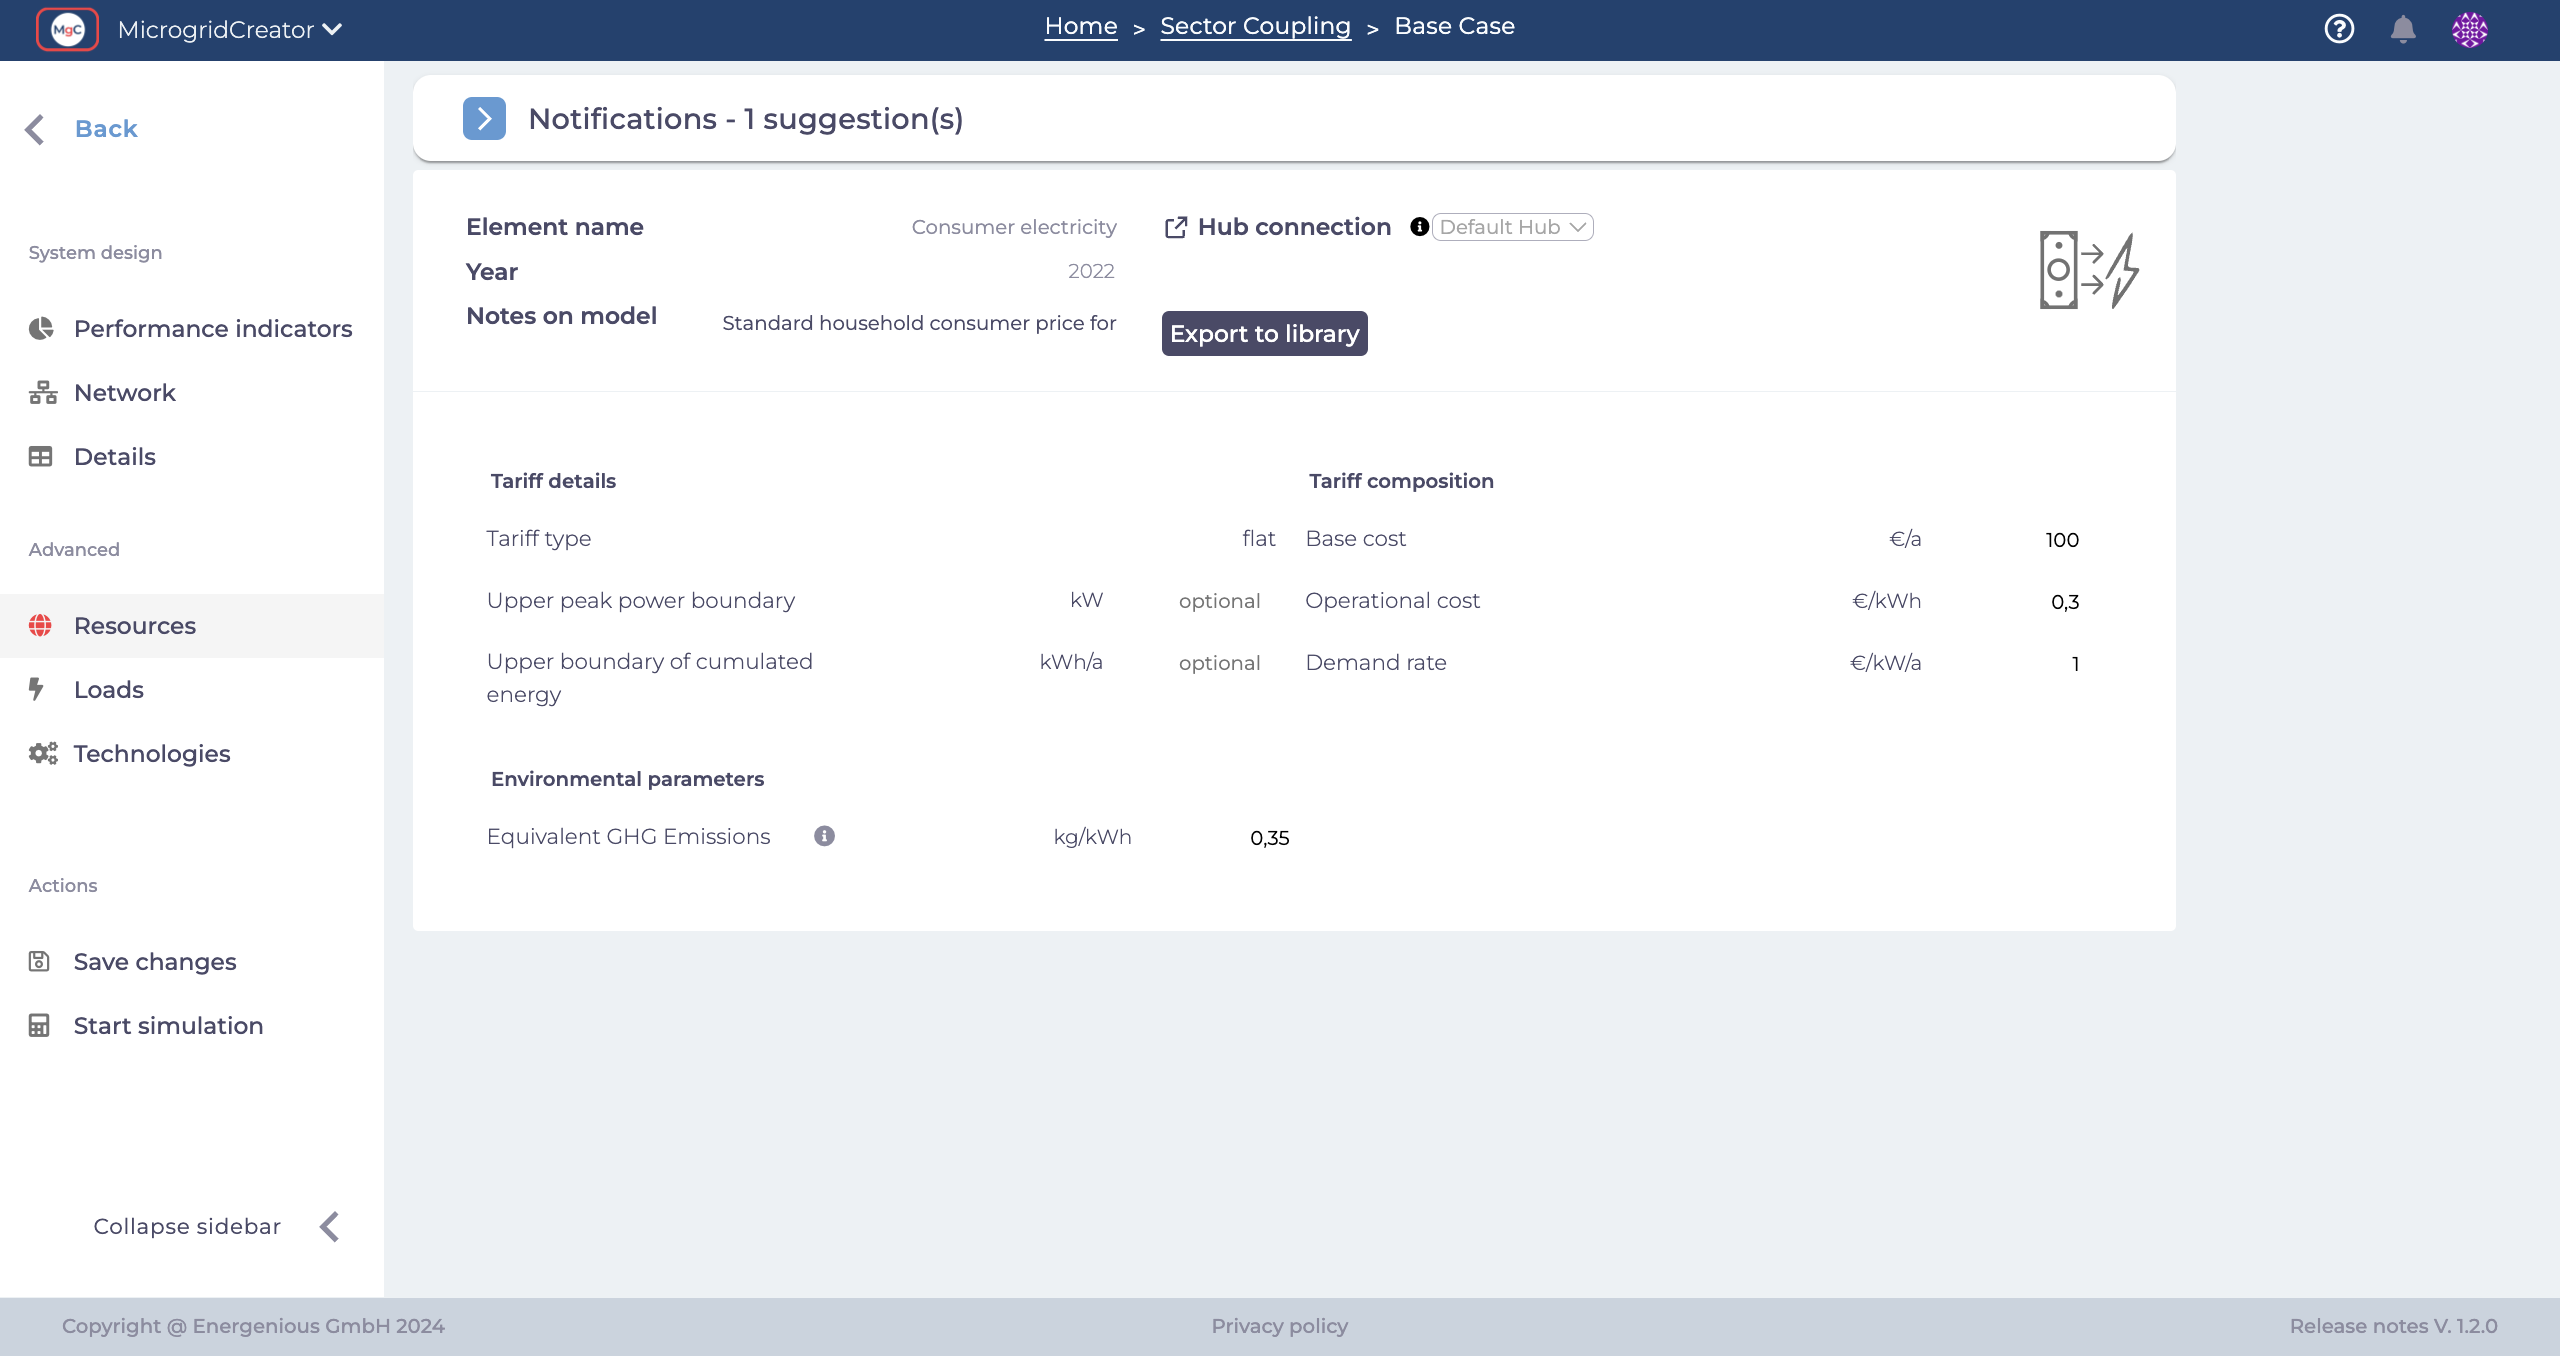 MgC MicrogridCreator
Home > Sector Coupling > Base Case
Back
System design
Performance indicators
Network
Details
Advanced
Resources
Loads
Technologies
Actions
Save changes
Start simulation
Collapse sidebar
Notifications - 1 suggestion(s)
Element name Consumer electricity
Year 2022
Notes on model Standard household consumer price for
Hub connection Default Hub
Export to library
Tariff details
Tariff type flat
Upper peak power boundary kW optional
Upper boundary of cumulated kWh/a optional
energy
Tariff composition
Base cost €/a 100
Operational cost €/kWh 0,3
Demand rate €/kW/a 1
Environmental parameters
Equivalent GHG Emissions kg/kWh 0,35
Copyright @ Energenious GmbH 2024
Privacy policy
Release notes V. 1.2.0